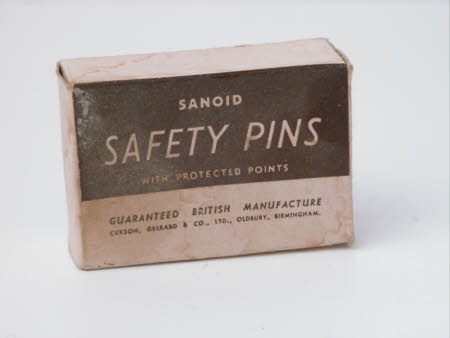 SANOID
SAFETY PINS
WITH PROTECTED POINTS
GUARANTEED BRITISH MANUFACTURE
CUXSON, GERRARD & CO., LTD., OLDBURY, BIRMINGHAM.